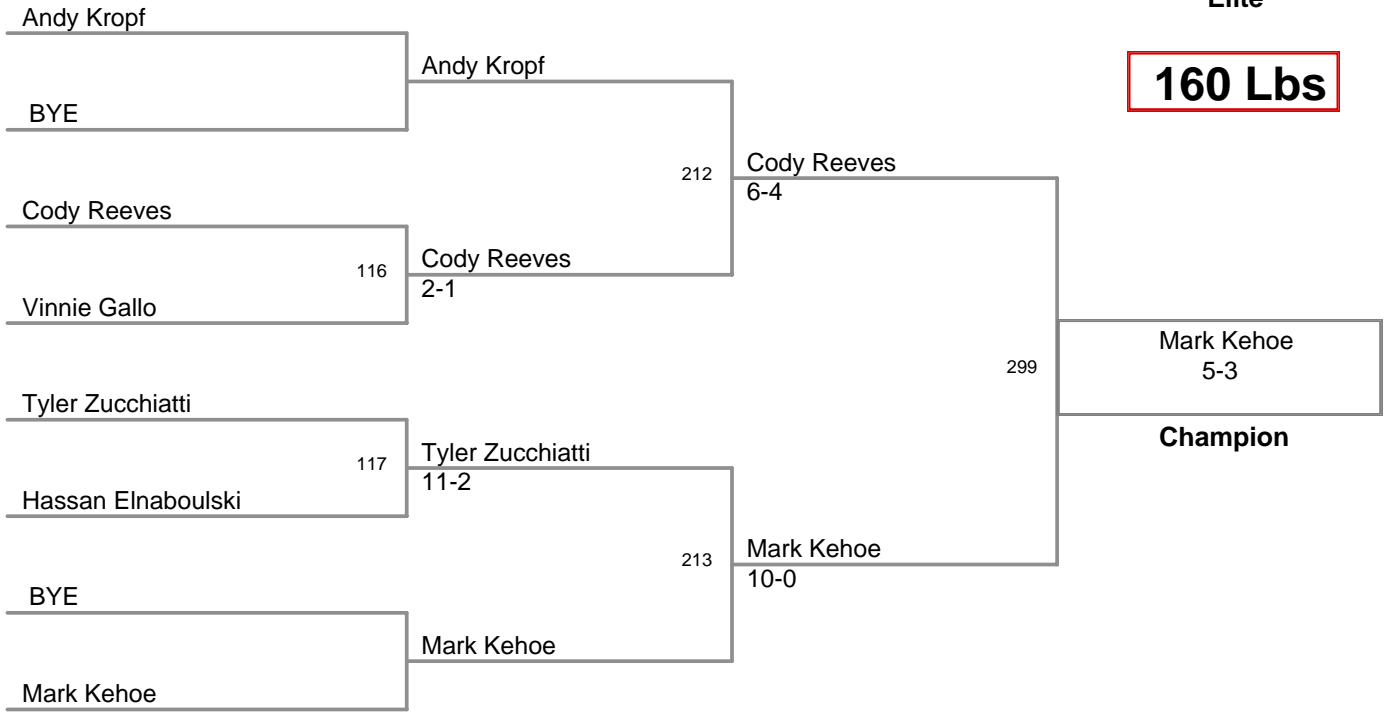 Elite
Andy Kropf
Andy Kropf
160 Lbs
BYE
212
Cody Reeves
6-4
Cody Reeves
116
Cody Reeves
2-1
Vinnie Gallo
299
Mark Kehoe
5-3
Tyler Zucchiatti
Champion
117
Tyler Zucchiatti
11-2
Hassan Elnaboulski
213
Mark Kehoe
10-0
BYE
Mark Kehoe
Mark Kehoe